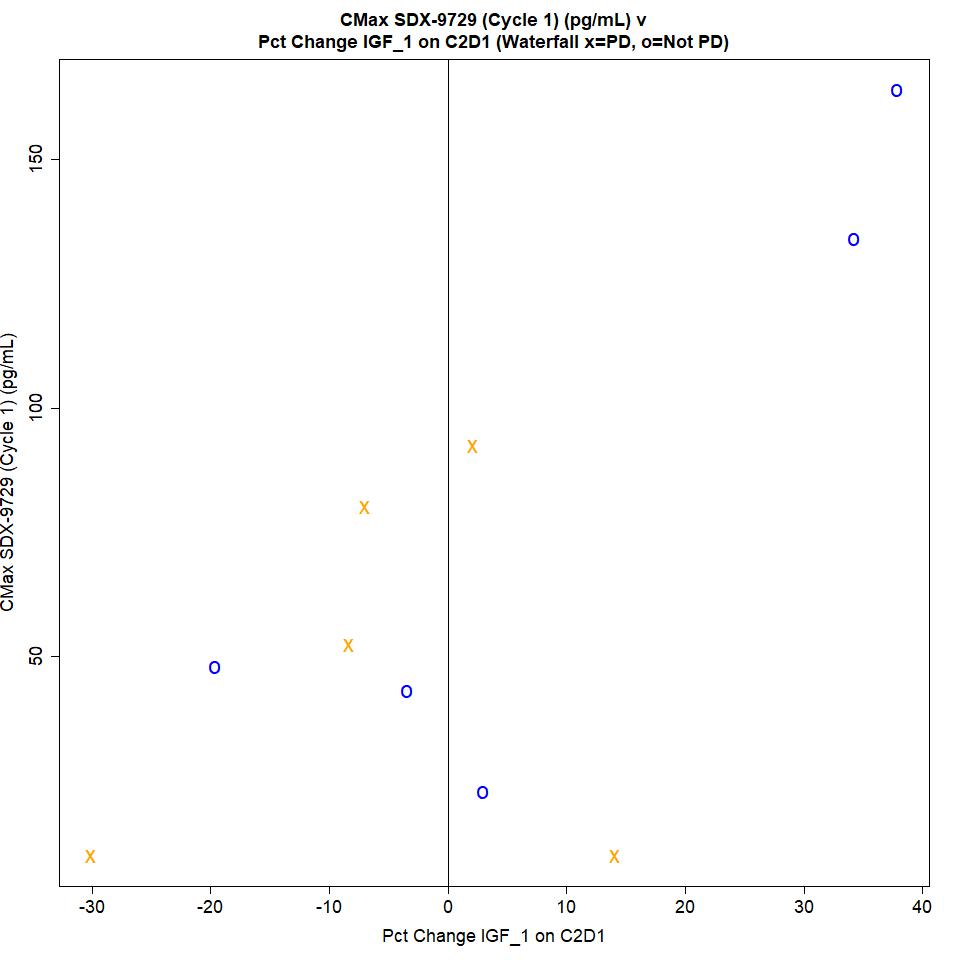 CMax SDX-9729 (Cycle 1) (pg/mL) v
Pct Change IGF_1 on C2D1 (Waterfall x=PD, o=Not PD)
CMax SDX-9729 (Cycle 1) (pg/mL)
150
100
50
O
O
X
X
X
O
O
O
X
X
-30
-20
-10
0
10
20
30
40
Pct Change IGF_1 on C2D1